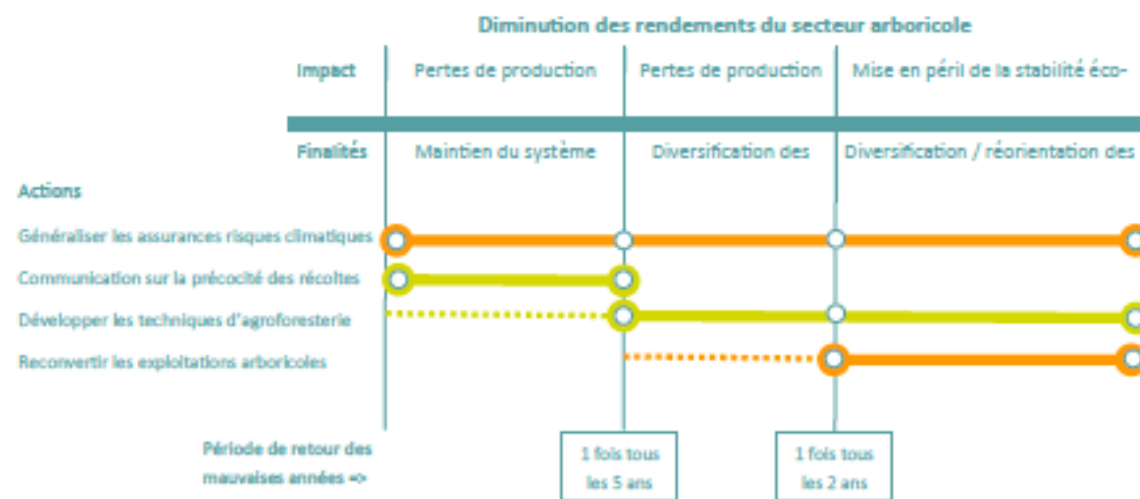 Diminution des rendements du secteur arboricole
Impact Pertes de production Pertes de production Mise en péril de la stabilité éco-
Finalités Maintien du système Diversification des Diversification / réorientation des
Actions
Généraliser les assurances risques climatiques
Communication sur la précocité des récoltes
Développer les techniques d'agroforesterie
Reconvertir les exploitations arboricoles
Période de retour des
mauvaises années =>
1 fois tous
les 5 ans
1 fois tous
les 2 ans